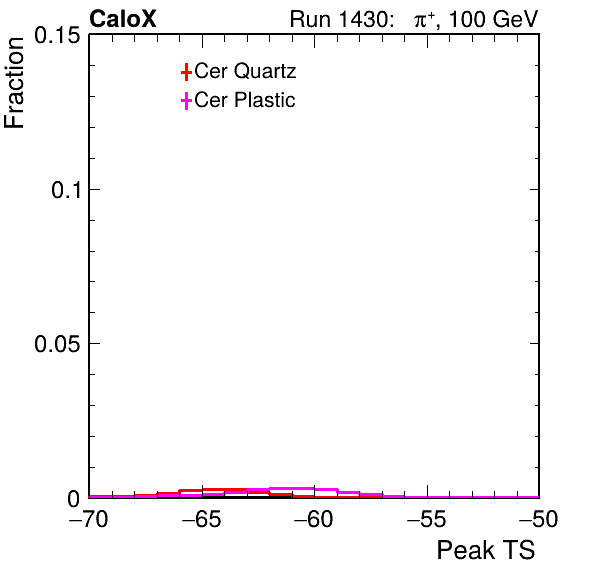 CaloX Run 1430: π⁺, 100 GeV
Cer Quartz
Cer Plastic
Fraction
0.15
0.1
0.05
0
−70 −65 −60 −55 −50
Peak TS